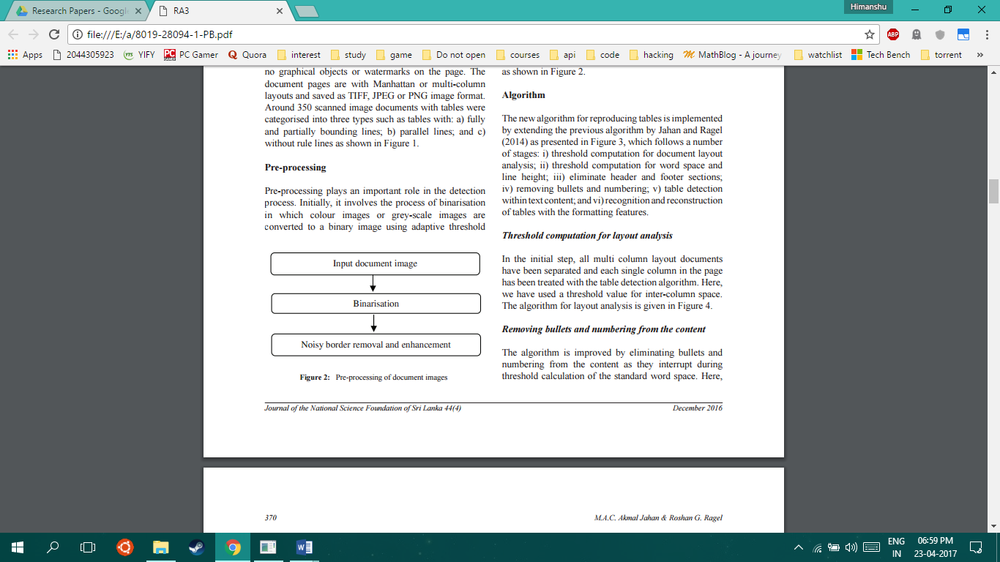 Research Papers - Googl
RA3
Himanshu
file:///E:/a/8019-28094-1-PB.pdf
ABP
Apps
2044305923
YTS
YIFY
PC
GAMER
PC Gamer
Quora
interest
study
game
Do not open
courses
api
code
hacking
MathBlog - A journey
watchlist
Tech Bench
torrent
no graphical objects or watermarks on the page. The
document pages are with Manhattan or multi-column
layouts and saved as TIFF, JPEG or PNG image format.
Around 350 scanned image documents with tables were
categorised into three types such as tables with: a) fully
and partially bounding lines; b) parallel lines; and c)
without rule lines as shown in Figure 1.
Pre-processing
Pre-processing plays an important role in the detection
process. Initially, it involves the process of binarisation
in which colour images or grey-scale images are
converted to a binary image using adaptive threshold
Input document image
Binarisation
Noisy border removal and enhancement
Figure 2: Pre-processing of document images
as shown in Figure 2.
Algorithm
The new algorithm for reproducing tables is implemented
by extending the previous algorithm by Jahan and Ragel
(2014) as presented in Figure 3, which follows a number
of stages: i) threshold computation for document layout
analysis; ii) threshold computation for word space and
line height; iii) eliminate header and footer sections;
iv) removing bullets and numbering; v) table detection
within text content; and vi) recognition and reconstruction
of tables with the formatting features.
Threshold computation for layout analysis
In the initial step, all multi column layout documents
have been separated and each single column in the page
has been treated with the table detection algorithm. Here,
we have used a threshold value for inter-column space.
The algorithm for layout analysis is given in Figure 4.
Removing bullets and numbering from the content
The algorithm is improved by eliminating bullets and
numbering from the content as they interrupt during
threshold calculation of the standard word space. Here,
Journal of the National Science Foundation of Sri Lanka 44(4)
December 2016
370
M.A.C. Akmal Jahan & Roshan G. Ragel
ENG
IN
06:59 PM
23-04-2017